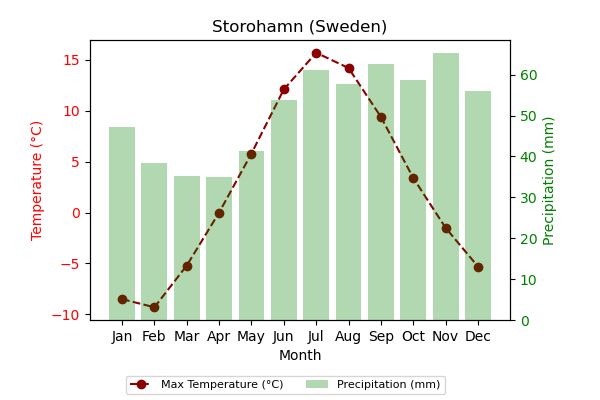 Storohamn (Sweden)
Temperature (°C)
15
10
5
0
−5
−10
Precipitation (mm)
60
50
40
30
20
10
0
Jan Feb Mar Apr May Jun Jul Aug Sep Oct Nov Dec
Month
Max Temperature (°C) Precipitation (mm)